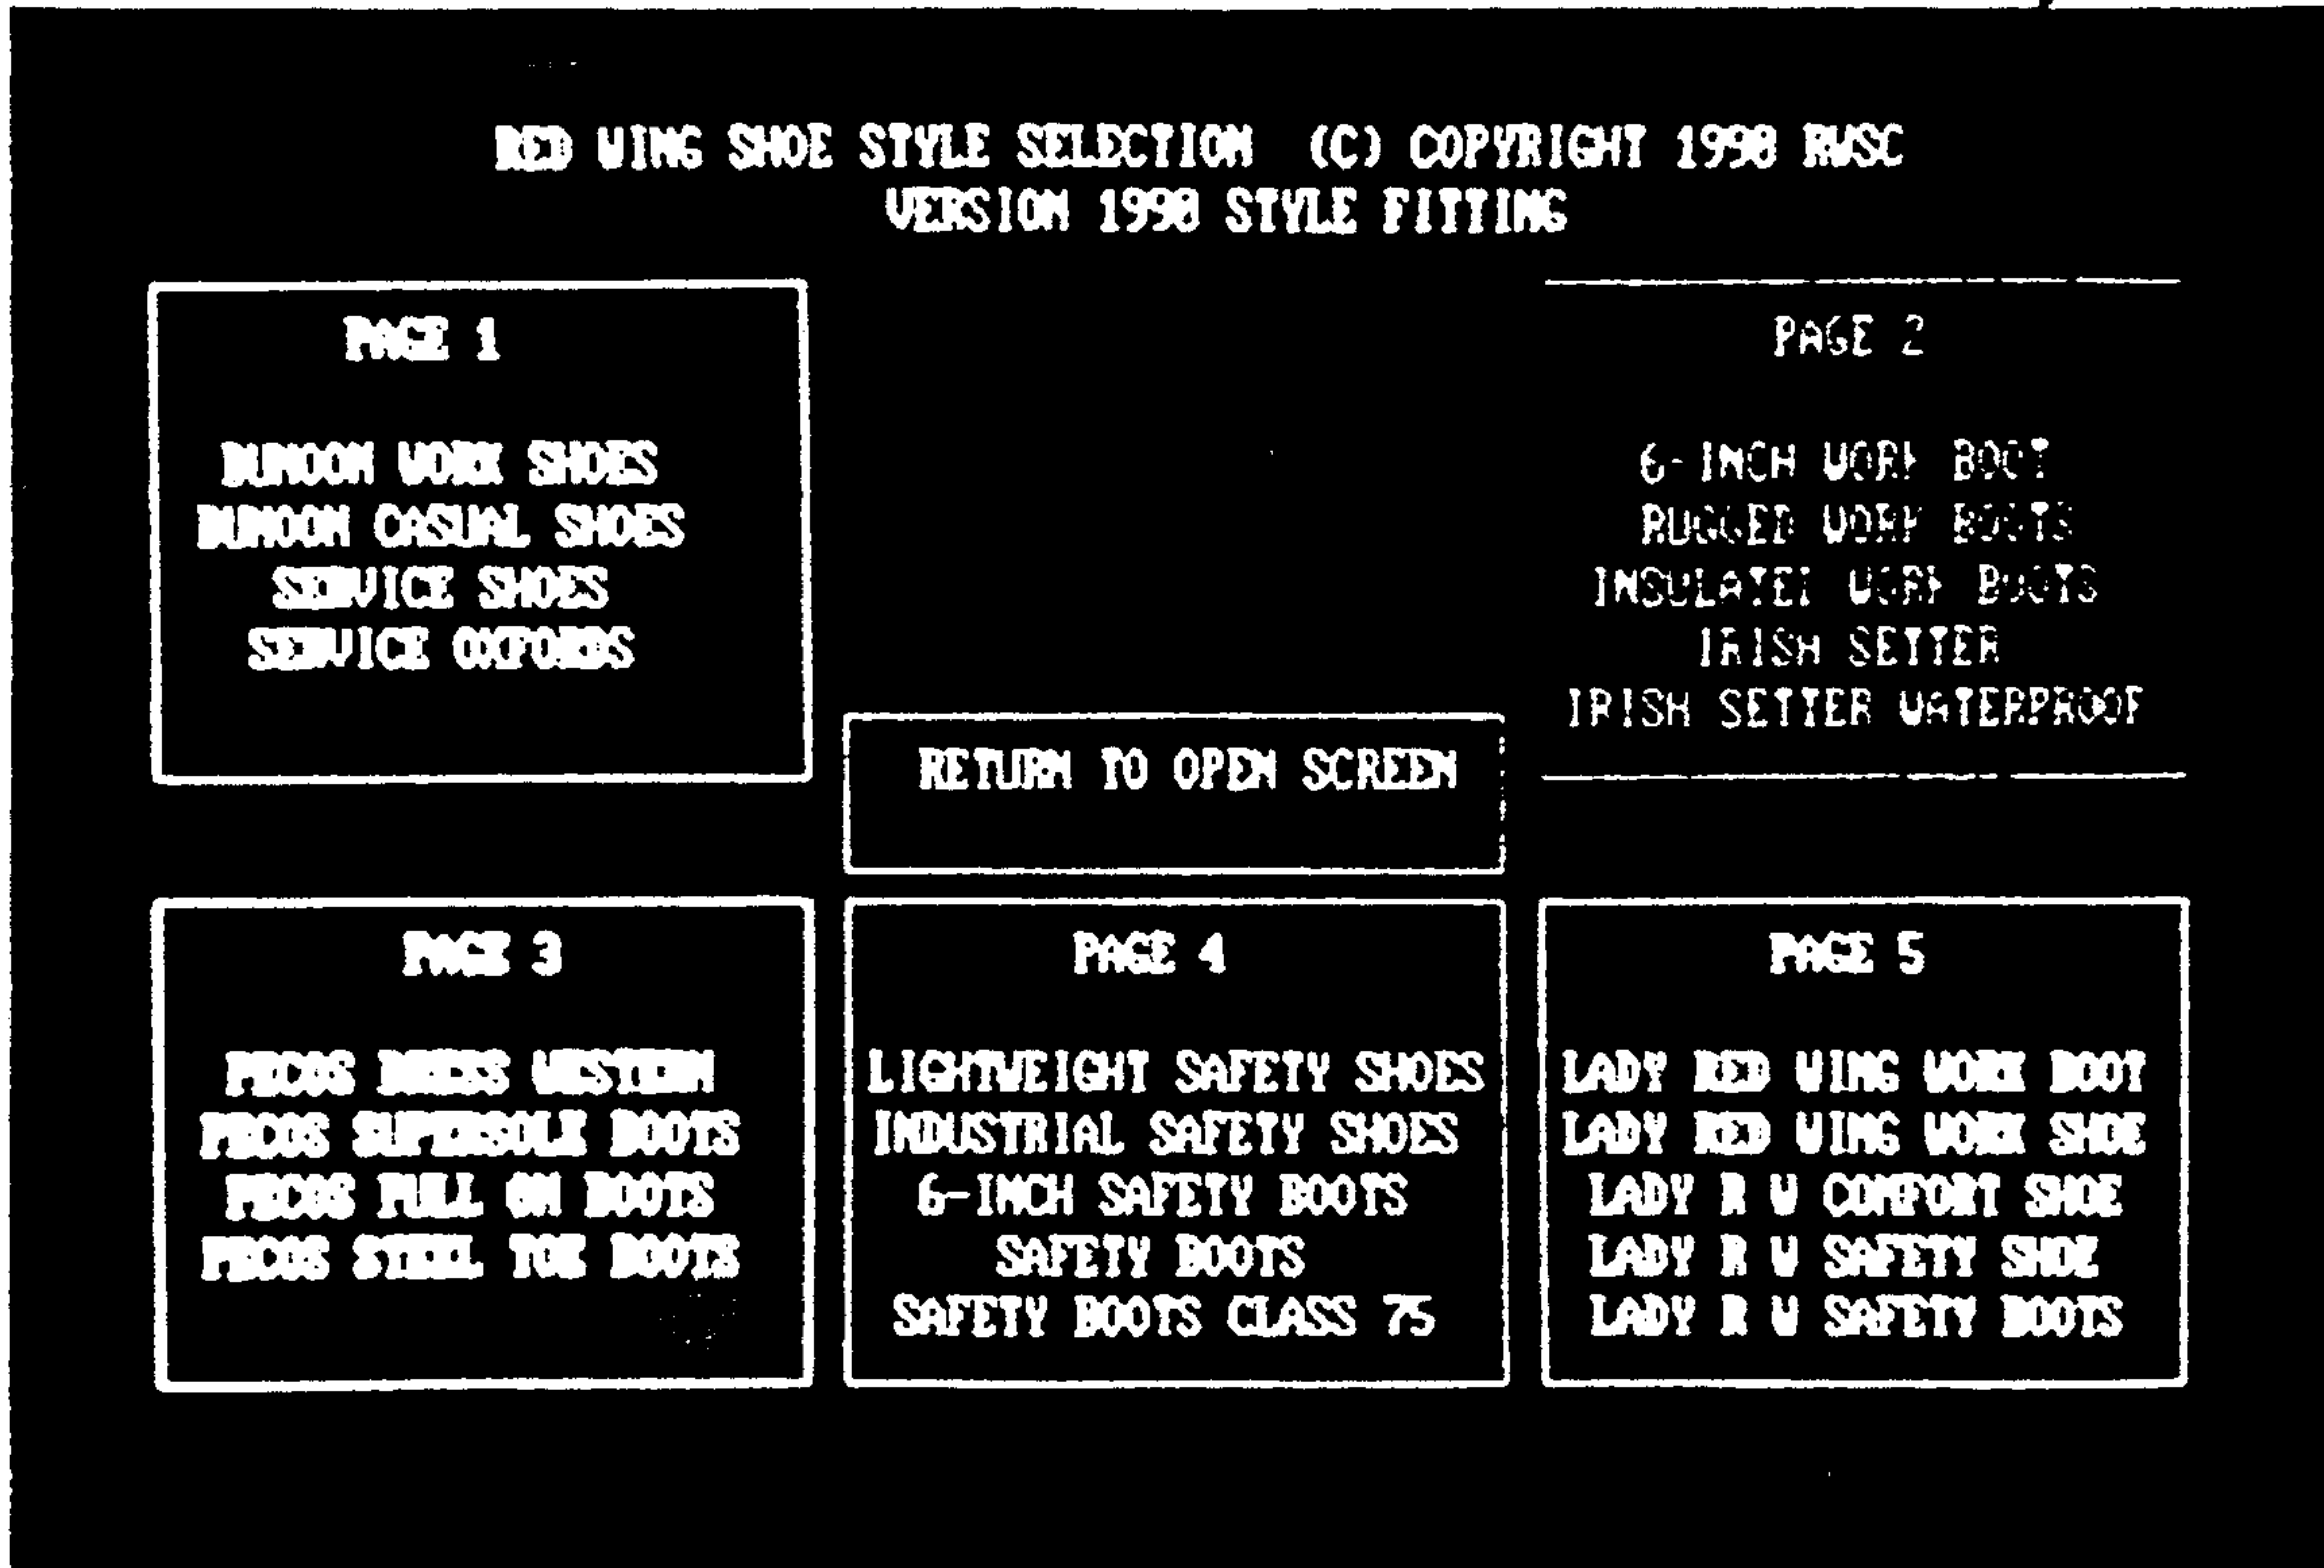 RED WING SHOE STYLE SELECTION (C) COPYRIGHT 1990 RWSC
VERSION 1990 STYLE FITTING
PAGE 1
DUNOON WORK SHOES
DUNOON CASUAL SHOES
SERVICE SHOES
SERVICE OXFORDS
PAGE 2
6-INCH WORK BOOT
RUGGED WORK BOOTS
INSULATED WORK BOOTS
IRISH SETTER
IRISH SETTER WATERPROOF
RETURN TO OPEN SCREEN
PAGE 3
PECOS DRESS WESTERN
PECOS SUPERSOLE BOOTS
PECOS PULL ON BOOTS
PECOS STEEL TOE BOOTS
PAGE 4
LIGHTWEIGHT SAFETY SHOES
INDUSTRIAL SAFETY SHOES
6-INCH SAFETY BOOTS
SAFETY BOOTS
SAFETY BOOTS CLASS 75
PAGE 5
LADY RED WING WORK BOOT
LADY RED WING WORK SHOE
LADY R W COMFORT SHOE
LADY R W SAFETY SHOE
LADY R W SAFETY BOOTS